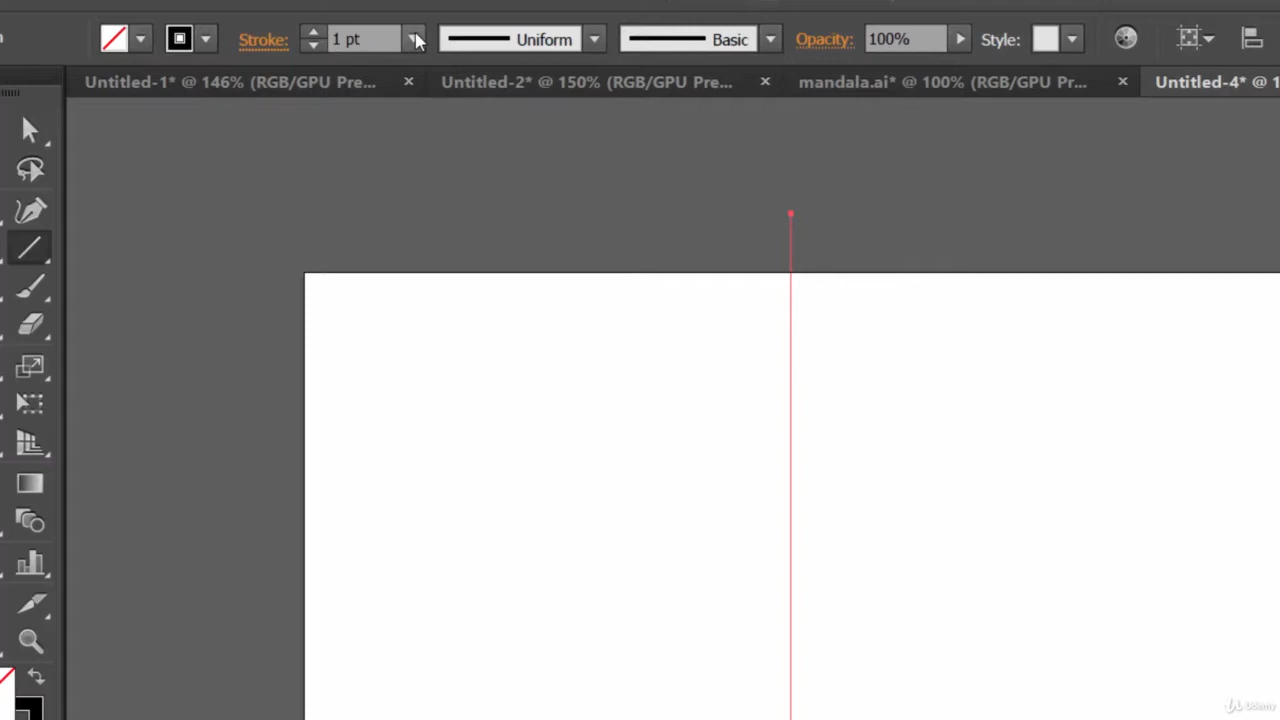 Stroke: 1 pt Uniform Basic Opacity: 100% Style:
Untitled-1* @ 146% (RGB/GPU Pre... Untitled-2* @ 150% (RGB/GPU Pre... mandala.ai* @ 100% (RGB/GPU Pr... Untitled-4* @ 1
Udemy